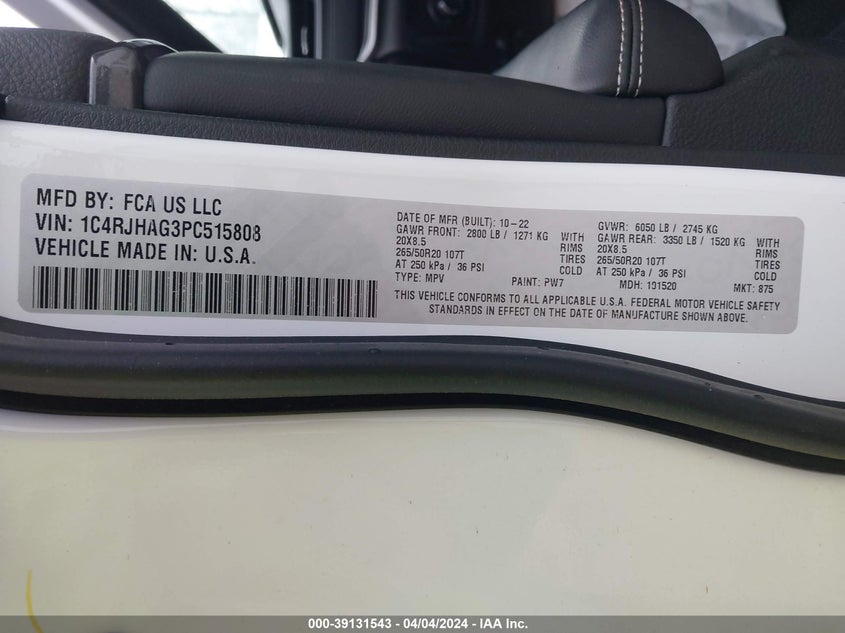 MFD BY: FCA US LLC
VIN: 1C4RJHAG3PC515808
VEHICLE MADE IN: U.S.A.
DATE OF MFR (BUILT): 10-22
GAWR FRONT: 2800 LB / 1271 KG WITH
20X8.5 RIMS
265/50R20 107T TIRES
AT 250 kPa / 36 PSI COLD
TYPE: MPV PAINT: PW7
GVWR: 6050 LB / 2745 KG
GAWR REAR: 3350 LB / 1520 KG WITH
20X8.5 RIMS
265/50R20 107T TIRES
AT 250 kPa / 36 PSI COLD
MDH: 101520 MKT: 875
THIS VEHICLE CONFORMS TO ALL APPLICABLE U.S.A. FEDERAL MOTOR VEHICLE SAFETY
STANDARDS IN EFFECT ON THE DATE OF MANUFACTURE SHOWN ABOVE.
000-39131543 - 04/04/2024 - IAA Inc.